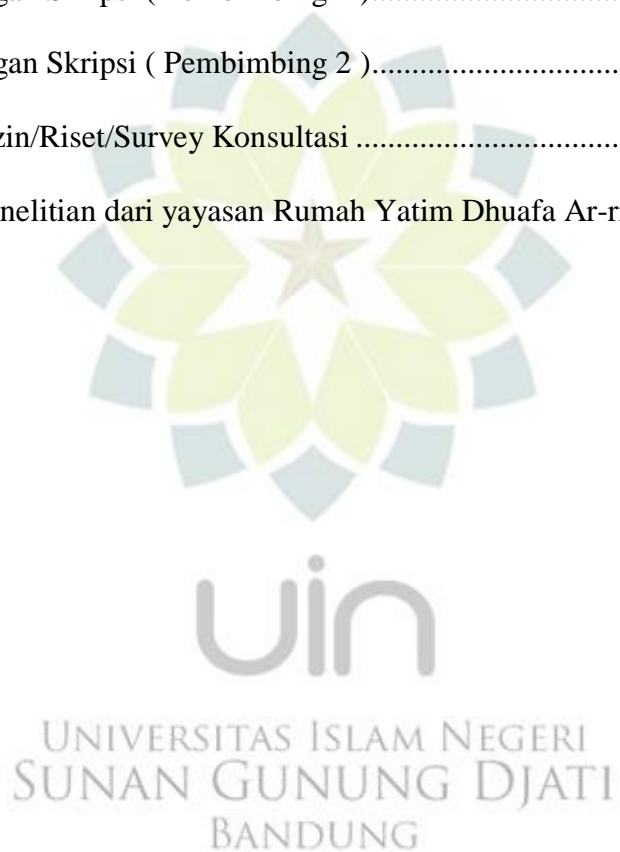 gan Skripsi ( Pembimbing 2 )....................................
zin/Riset/Survey Konsultasi ....................................
nelitian dari yayasan Rumah Yatim Dhuafa Ar-r
uin
UNIVERSITAS ISLAM NEGERI
SUNAN GUNUNG DJATI
BANDUNG